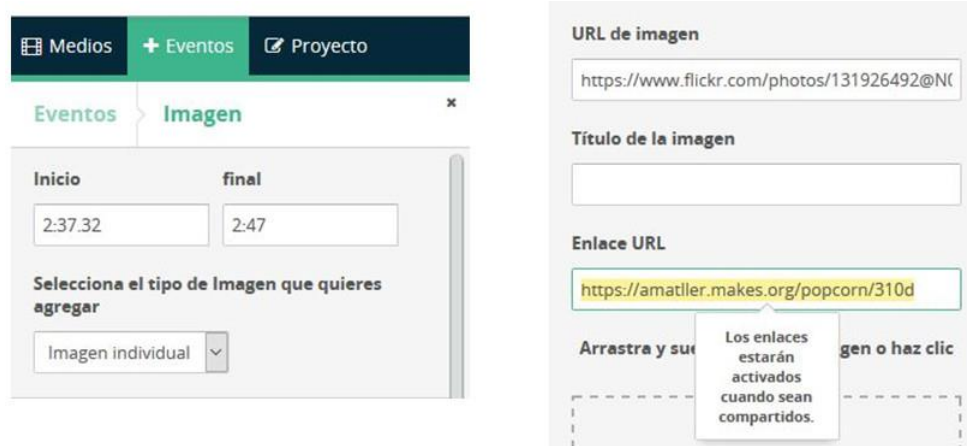 Medios + Eventos Proyecto
Eventos Imagen ×
Inicio final
2:37.32 2:47
Selecciona el tipo de Imagen que quieres
agregar
Imagen individual
URL de imagen
https://www.flickr.com/photos/131926492@N(
Título de la imagen
Enlace URL
https://amatller.makes.org/popcorn/310d
Arrastra y sue gen o haz clic
Los enlaces
estarán
activados
cuando sean
compartidos.